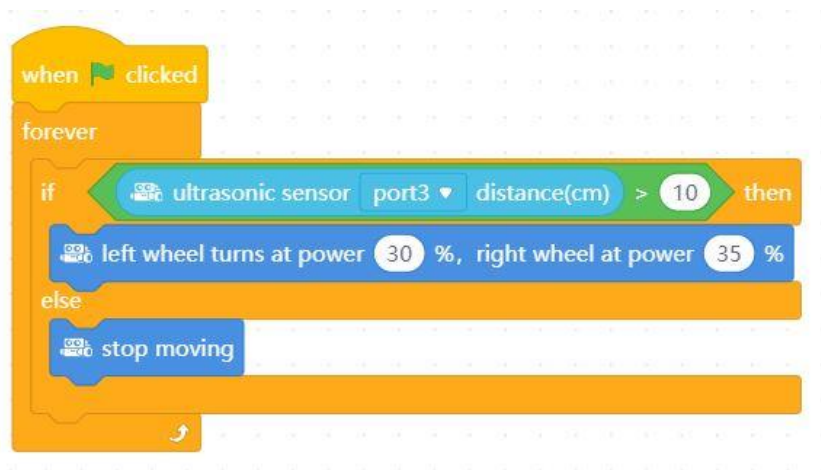 when clicked
forever
if ultrasonic sensor port3 distance(cm) > 10 then
left wheel turns at power 30 %, right wheel at power 35 %
else
stop moving